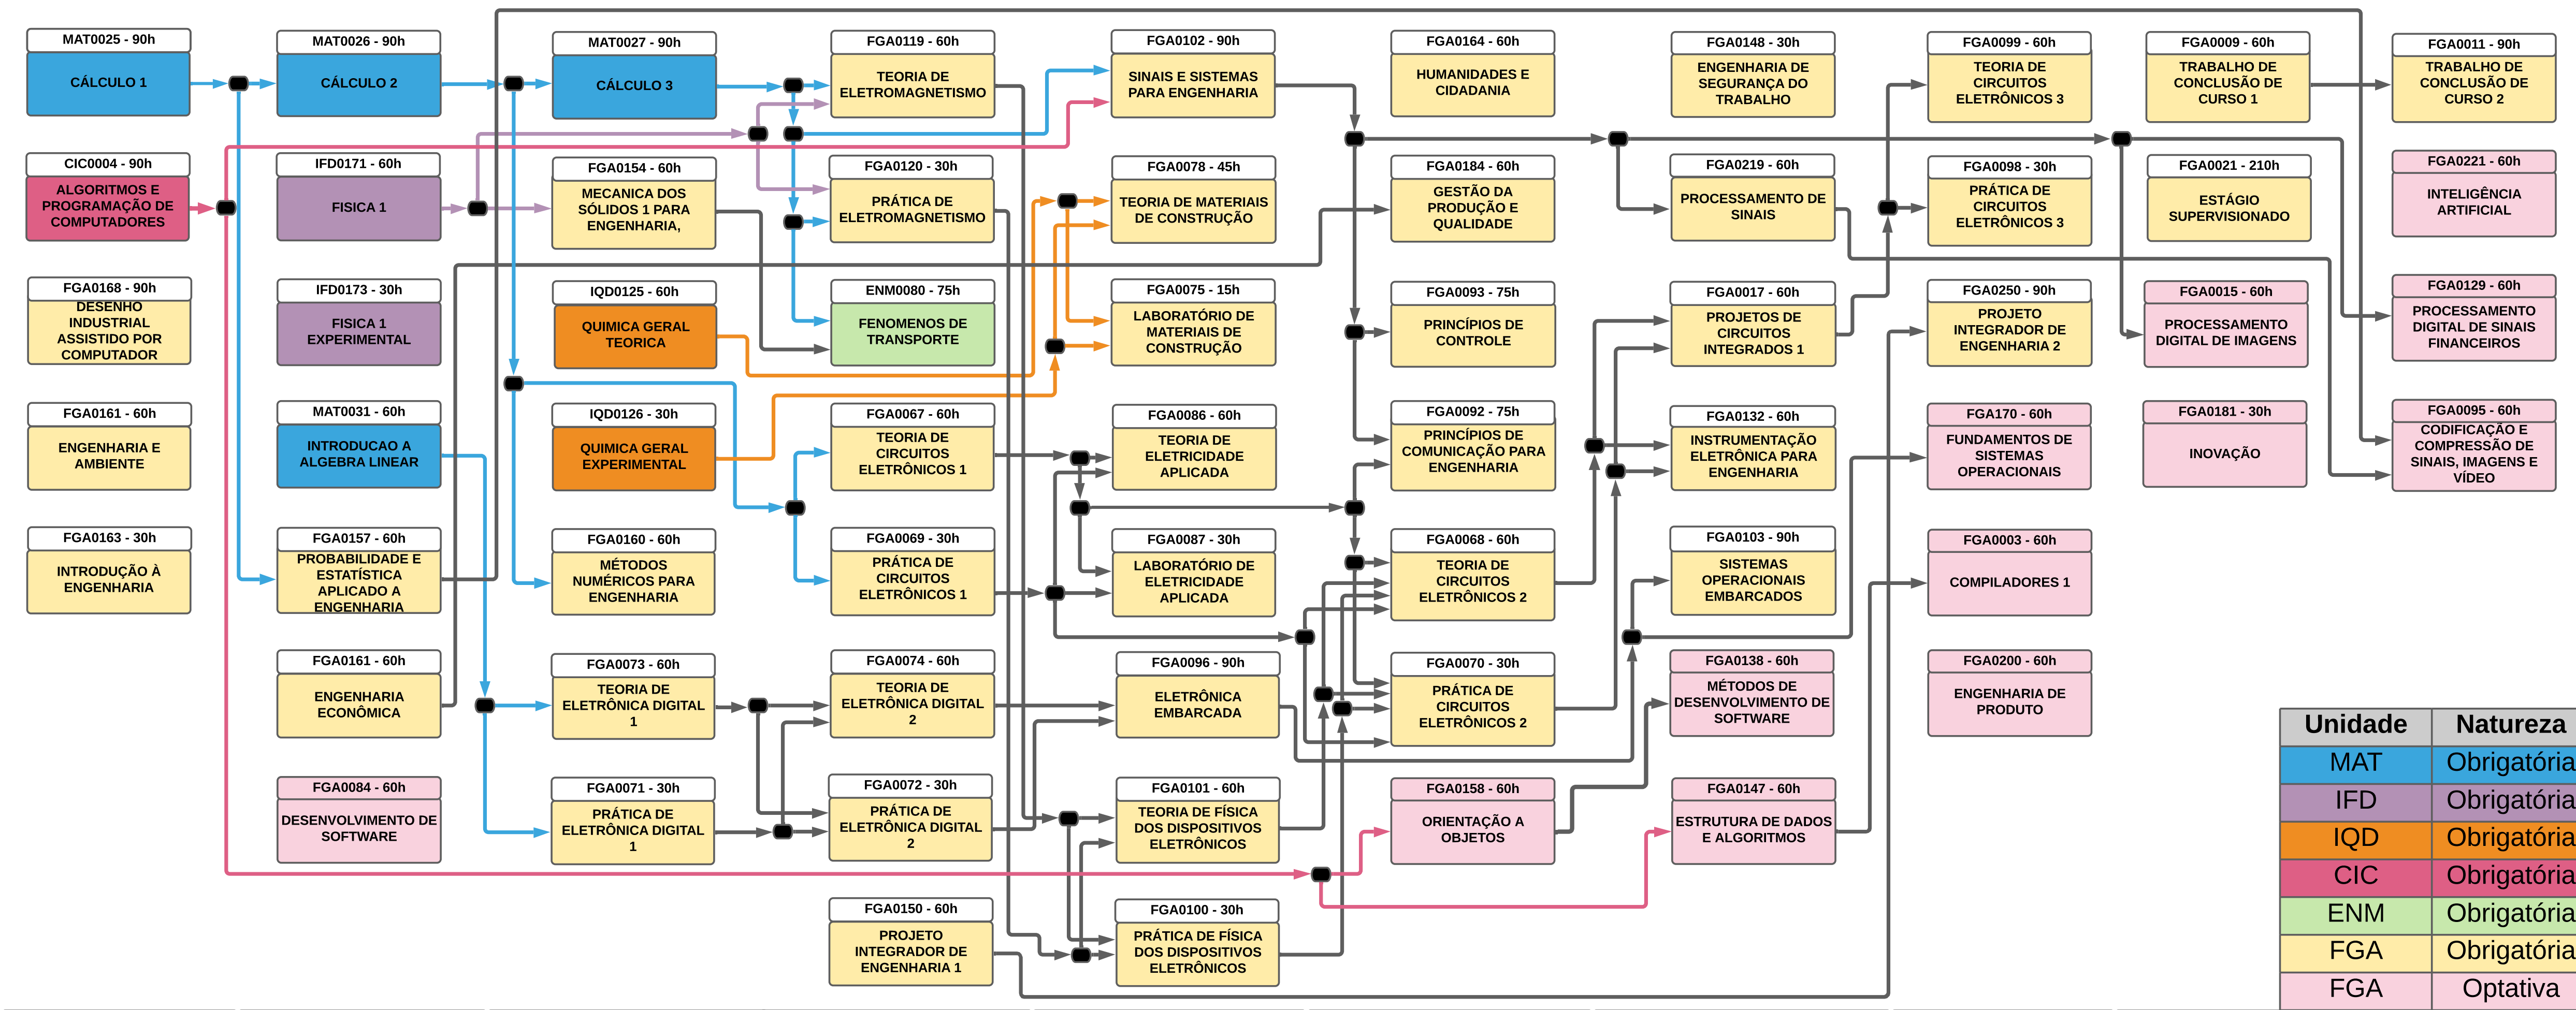 MAT0025 - 90h
CÁLCULO 1
CIC0004 - 90h
ALGORITMOS E
PROGRAMAÇÃO DE
COMPUTADORES
FGA0168 - 90h
DESENHO
INDUSTRIAL
ASSISTIDO POR
COMPUTADOR
FGA0161 - 60h
ENGENHARIA E
AMBIENTE
FGA0163 - 30h
INTRODUÇÃO À
ENGENHARIA
MAT0026 - 90h
CÁLCULO 2
IFD0171 - 60h
FISICA 1
IFD0173 - 30h
FISICA 1
EXPERIMENTAL
MAT0031 - 60h
INTRODUCAO A
ALGEBRA LINEAR
FGA0157 - 60h
PROBABILIDADE E
ESTATÍSTICA
APLICADO A
ENGENHARIA
FGA0161 - 60h
ENGENHARIA
ECONÔMICA
FGA0084 - 60h
DESENVOLVIMENTO DE
SOFTWARE
MAT0027 - 90h
CÁLCULO 3
FGA0154 - 60h
MECANICA DOS
SÓLIDOS 1 PARA
ENGENHARIA,
IQD0125 - 60h
QUIMICA GERAL
TEORICA
IQD0126 - 30h
QUIMICA GERAL
EXPERIMENTAL
FGA0160 - 60h
MÉTODOS
NUMÉRICOS PARA
ENGENHARIA
FGA0073 - 60h
TEORIA DE
ELETRÔNICA DIGITAL
1
FGA0071 - 30h
PRÁTICA DE
ELETRÔNICA DIGITAL
1
FGA0119 - 60h
TEORIA DE
ELETROMAGNETISMO
FGA0120 - 30h
PRÁTICA DE
ELETROMAGNETISMO
ENM0080 - 75h
FENOMENOS DE
TRANSPORTE
FGA0067 - 60h
TEORIA DE
CIRCUITOS
ELETRÔNICOS 1
FGA0069 - 30h
PRÁTICA DE
CIRCUITOS
ELETRÔNICOS 1
FGA0074 - 60h
TEORIA DE
ELETRÔNICA DIGITAL
2
FGA0072 - 30h
PRÁTICA DE
ELETRÔNICA DIGITAL
2
FGA0150 - 60h
PROJETO
INTEGRADOR DE
ENGENHARIA 1
FGA0102 - 90h
SINAIS E SISTEMAS
PARA ENGENHARIA
FGA0078 - 45h
TEORIA DE MATERIAIS
DE CONSTRUÇÃO
FGA0075 - 15h
LABORATÓRIO DE
MATERIAIS DE
CONSTRUÇÃO
FGA0086 - 60h
TEORIA DE
ELETRICIDADE
APLICADA
FGA0087 - 30h
LABORATÓRIO DE
ELETRICIDADE
APLICADA
FGA0096 - 90h
ELETRÔNICA
EMBARCADA
FGA0101 - 60h
TEORIA DE FÍSICA
DOS DISPOSITIVOS
ELETRÔNICOS
FGA0100 - 30h
PRÁTICA DE FÍSICA
DOS DISPOSITIVOS
ELETRÔNICOS
FGA0164 - 60h
HUMANIDADES E
CIDADANIA
FGA0184 - 60h
GESTÃO DA
PRODUÇÃO E
QUALIDADE
FGA0093 - 75h
PRINCÍPIOS DE
CONTROLE
FGA0092 - 75h
PRINCÍPIOS DE
COMUNICAÇÃO PARA
ENGENHARIA
FGA0068 - 60h
TEORIA DE
CIRCUITOS
ELETRÔNICOS 2
FGA0070 - 30h
PRÁTICA DE
CIRCUITOS
ELETRÔNICOS 2
FGA0158 - 60h
ORIENTAÇÃO A
OBJETOS
FGA0148 - 30h
ENGENHARIA DE
SEGURANÇA DO
TRABALHO
FGA0219 - 60h
PROCESSAMENTO DE
SINAIS
FGA0017 - 60h
PROJETOS DE
CIRCUITOS
INTEGRADOS 1
FGA0132 - 60h
INSTRUMENTAÇÃO
ELETRÔNICA PARA
ENGENHARIA
FGA0103 - 90h
SISTEMAS
OPERACIONAIS
EMBARCADOS
FGA0138 - 60h
MÉTODOS DE
DESENVOLVIMENTO DE
SOFTWARE
FGA0147 - 60h
ESTRUTURA DE DADOS
E ALGORITMOS
FGA0099 - 60h
TEORIA DE
CIRCUITOS
ELETRÔNICOS 3
FGA0098 - 30h
PRÁTICA DE
CIRCUITOS
ELETRÔNICOS 3
FGA0250 - 90h
PROJETO
INTEGRADOR DE
ENGENHARIA 2
FGA170 - 60h
FUNDAMENTOS DE
SISTEMAS
OPERACIONAIS
FGA0003 - 60h
COMPILADORES 1
FGA0200 - 60h
ENGENHARIA DE
PRODUTO
FGA0009 - 60h
TRABALHO DE
CONCLUSÃO DE
CURSO 1
FGA0021 - 210h
ESTÁGIO
SUPERVISIONADO
FGA0015 - 60h
PROCESSAMENTO
DIGITAL DE IMAGENS
FGA0181 - 30h
INOVAÇÃO
FGA0011 - 90h
TRABALHO DE
CONCLUSÃO DE
CURSO 2
FGA0221 - 60h
INTELIGÊNCIA
ARTIFICIAL
FGA0129 - 60h
PROCESSAMENTO
DIGITAL DE SINAIS
FINANCEIROS
FGA0095 - 60h
CODIFICAÇÃO E
COMPRESSÃO DE
SINAIS, IMAGENS E
VÍDEO
Unidade Natureza
MAT Obrigatória
IFD Obrigatória
IQD Obrigatória
CIC Obrigatória
ENM Obrigatória
FGA Obrigatória
FGA Optativa